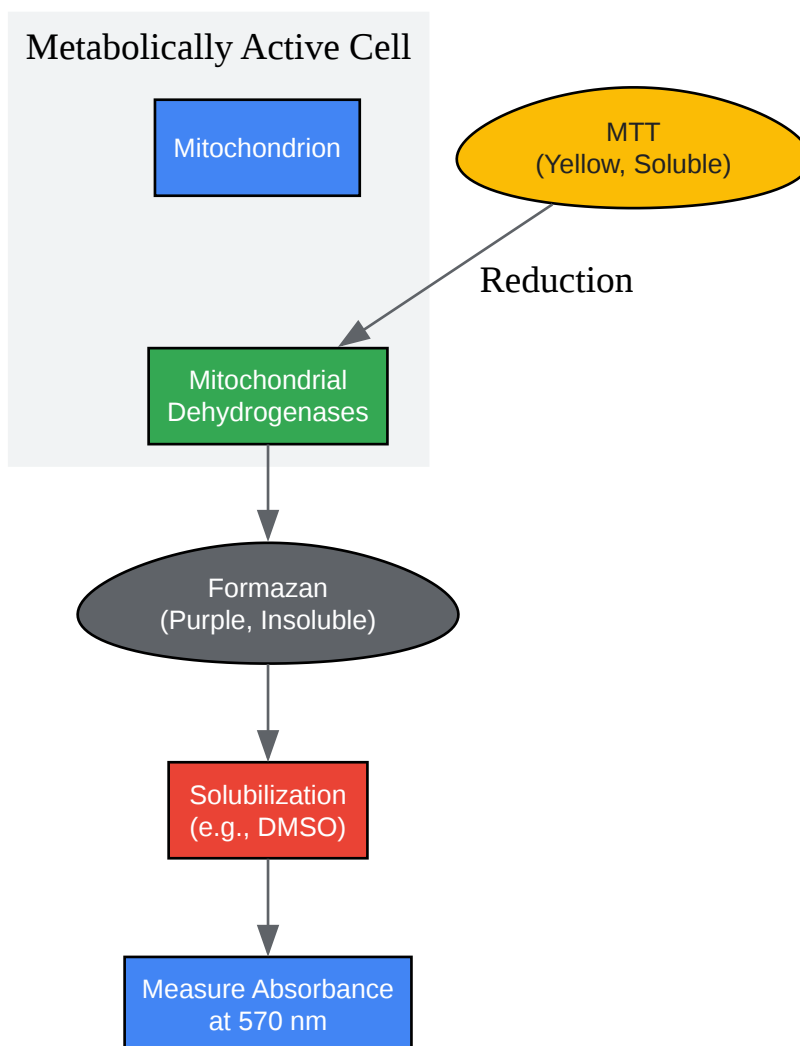 Metabolically Active Cell
Mitochondrion
MTT
(Yellow, Soluble)
Reduction
Mitochondrial
Dehydrogenases
Formazan
(Purple, Insoluble)
Solubilization
(e.g., DMSO)
Measure Absorbance
at 570 nm